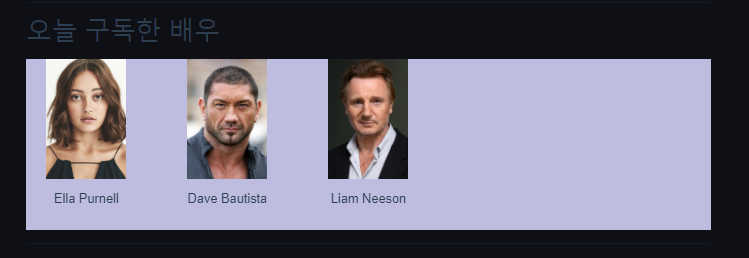 오늘 구독한 배우
Ella Purnell
Dave Bautista
Liam Neeson